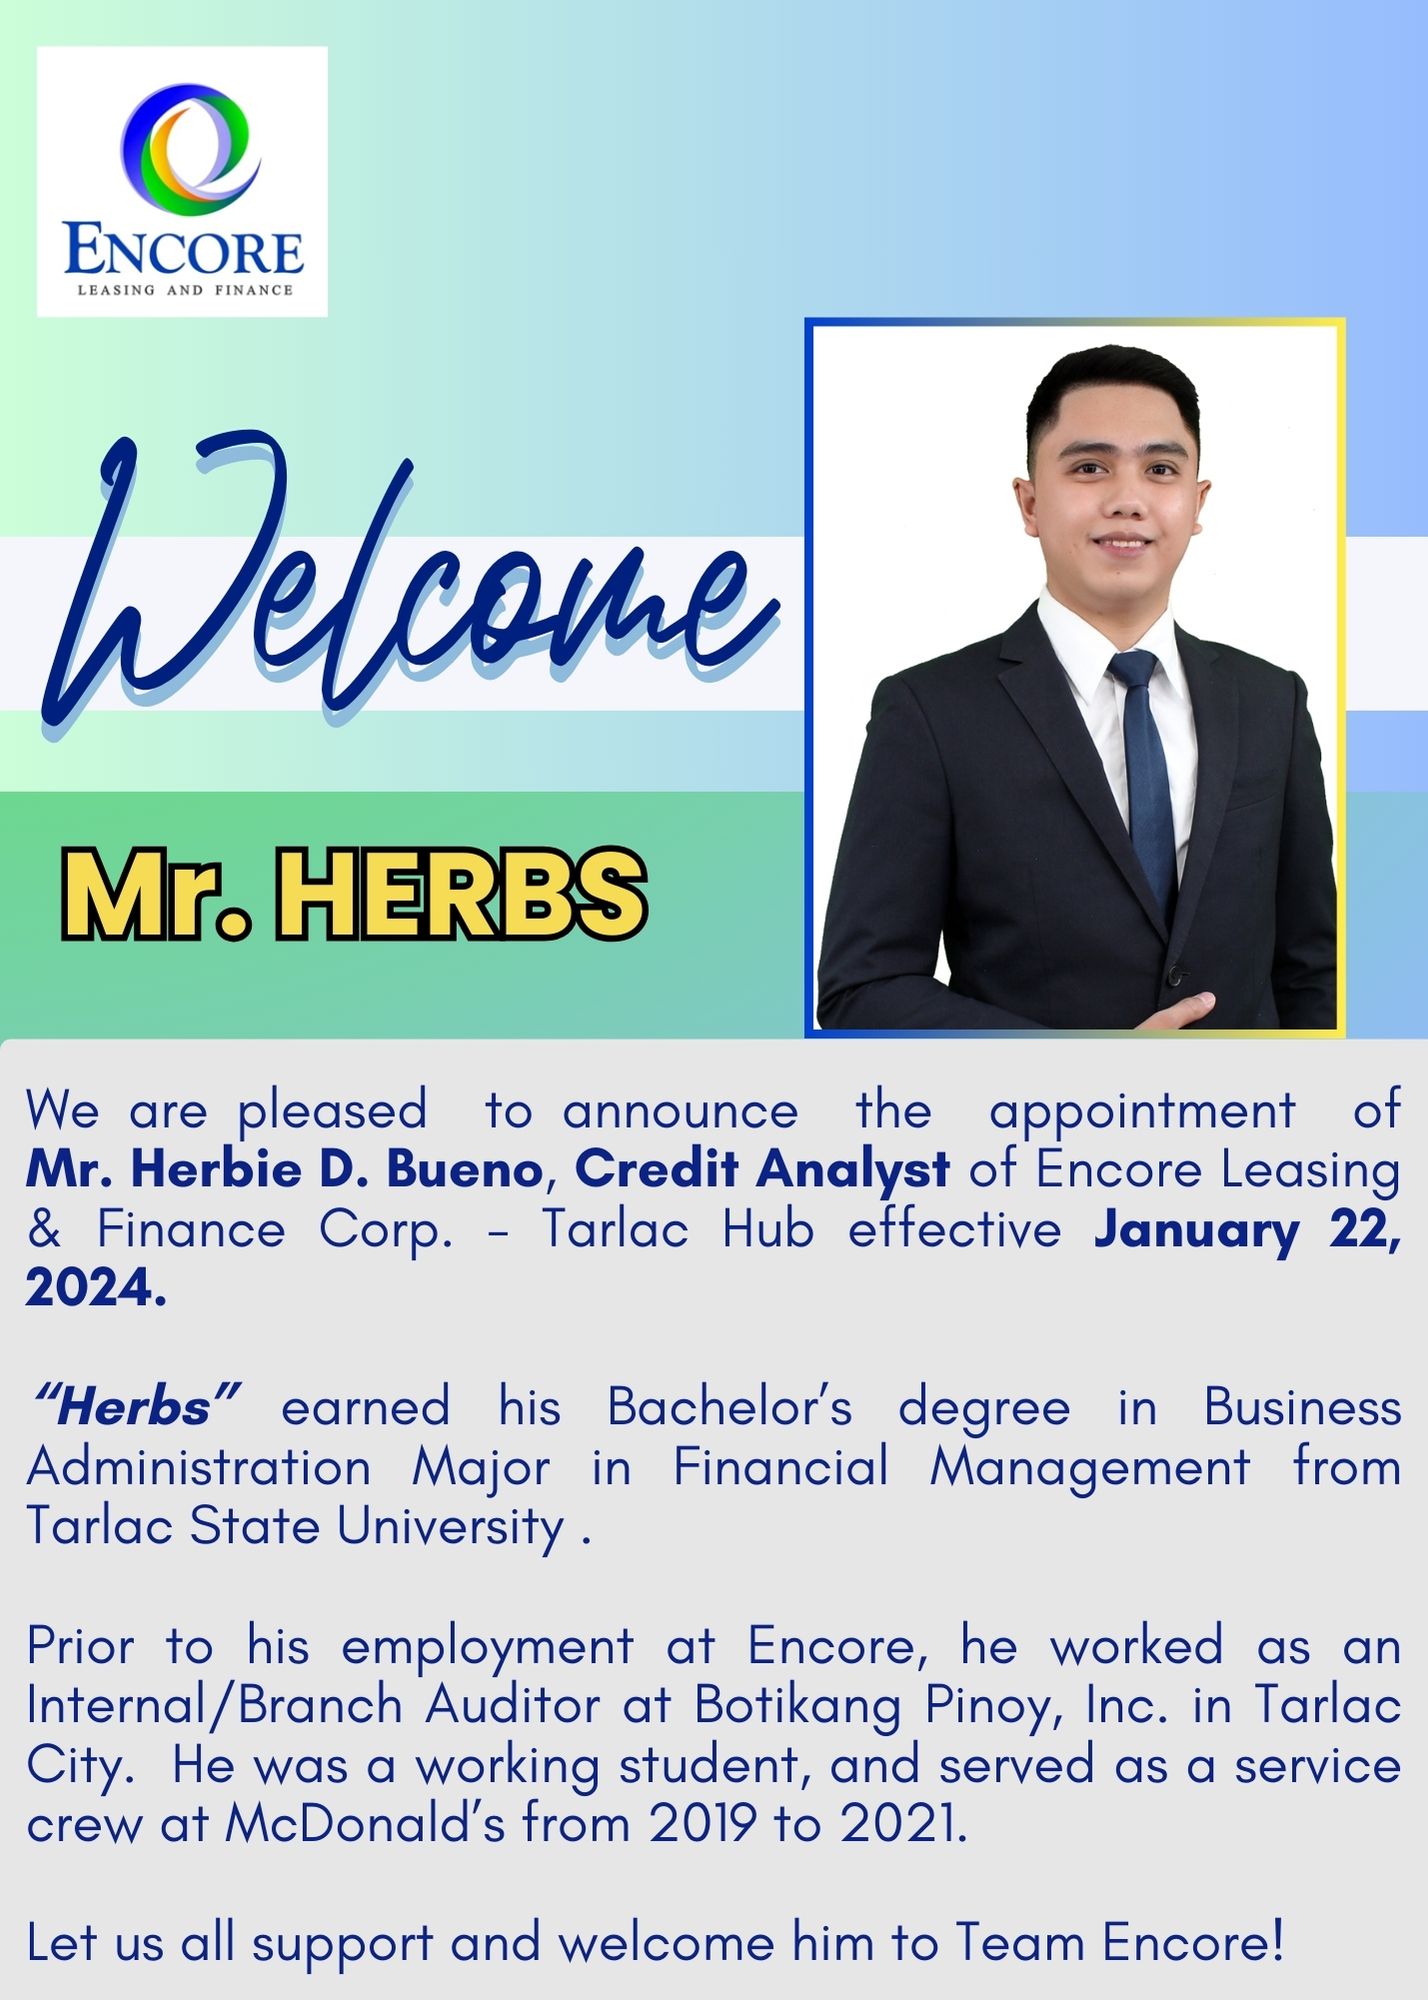 ENCORE
LEASING AND FINANCE
Welcome
Mr. HERBS
We are pleased to announce the appointment of
Mr. Herbie D. Bueno, Credit Analyst of Encore Leasing
& Finance Corp. - Tarlac Hub effective January 22,
2024.
“Herbs” earned his Bachelor’s degree in Business
Administration Major in Financial Management from
Tarlac State University .
Prior to his employment at Encore, he worked as an
Internal/Branch Auditor at Botikang Pinoy, Inc. in Tarlac
City. He was a working student, and served as a service
crew at McDonald’s from 2019 to 2021.
Let us all support and welcome him to Team Encore!